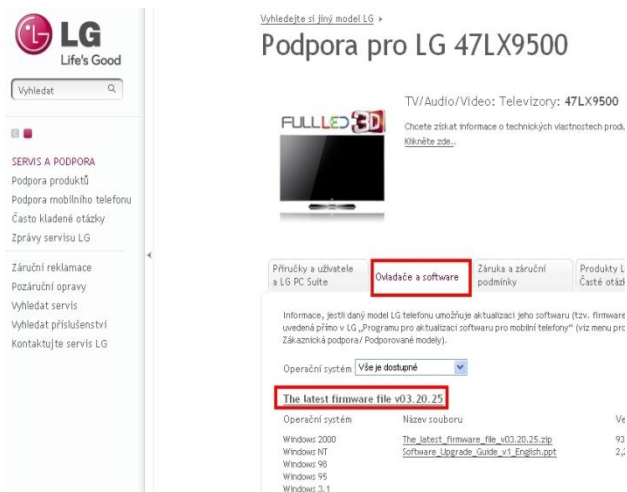 LG
Life's Good
Vyhledat
SERVIS A PODPORA
Podpora produktů
Podpora mobilního telefonu
Často kladené otázky
Zprávy servisu LG
Záruční reklamace
Pozáruční opravy
Vyhledat servis
Vyhledat příslušenství
Kontaktujte servis LG
Vyhledejte si jiný model LG
Podpora pro LG 47LX9500
TV/Audio/Video: Televizory: 47LX9500
FULL LED 3D
Chcete získat informace o technických vlastnostech produ
Klikněte zde..
Příručky a uživatele
a LG PC Suite
Ovladače a software
Záruka a záruční
podmínky
Produkty L
Časté otázk
Informace, jestli daný model LG telefonu umožňuje aktualizaci jeho softwaru (tzv. firmware
uvedená přímo v LG „Programu pro aktualizaci softwaru pro mobilní telefony“ (viz menu pro
Zákaznická podpora/ Podporované modely).
Operační systém Vše je dostupné
The latest firmware file v03.20.25
Operační systém Název souboru Ve
Windows 2000 The_latest_firmware_file_v03.20.25.zip 93
Windows NT Software_Upgrade_Guide_v1_English.ppt 2,2
Windows 98
Windows 95
Windows 3.1